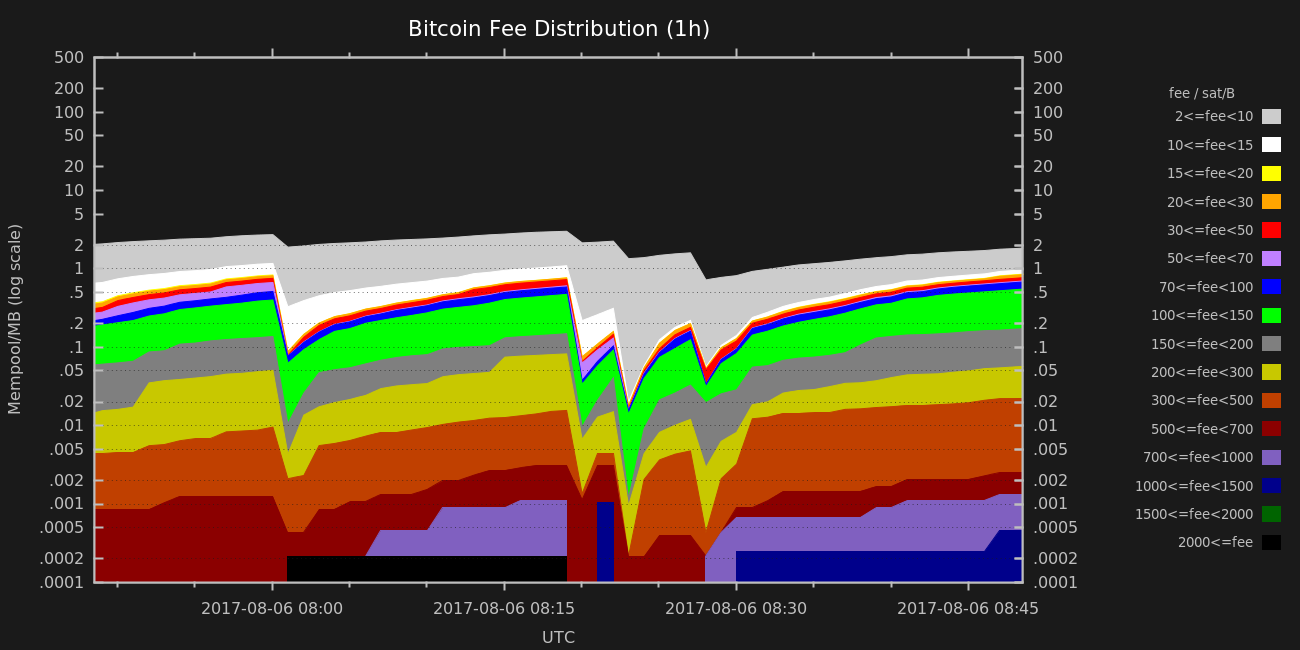 Bitcoin Fee Distribution (1h)
500
200
100
50
20
10
5
2
1
.5
.2
.1
.05
.02
.01
.005
.002
.001
.0005
.0002
.0001
Mempool/MB (log scale)
500
200
100
50
20
10
5
2
1
.5
.2
.1
.05
.02
.01
.005
.002
.001
.0005
.0002
.0001
2017-08-06 08:00
2017-08-06 08:15
2017-08-06 08:30
2017-08-06 08:45
UTC
fee / sat/B
2<=fee<10
10<=fee<15
15<=fee<20
20<=fee<30
30<=fee<50
50<=fee<70
70<=fee<100
100<=fee<150
150<=fee<200
200<=fee<300
300<=fee<500
500<=fee<700
700<=fee<1000
1000<=fee<1500
1500<=fee<2000
2000<=fee